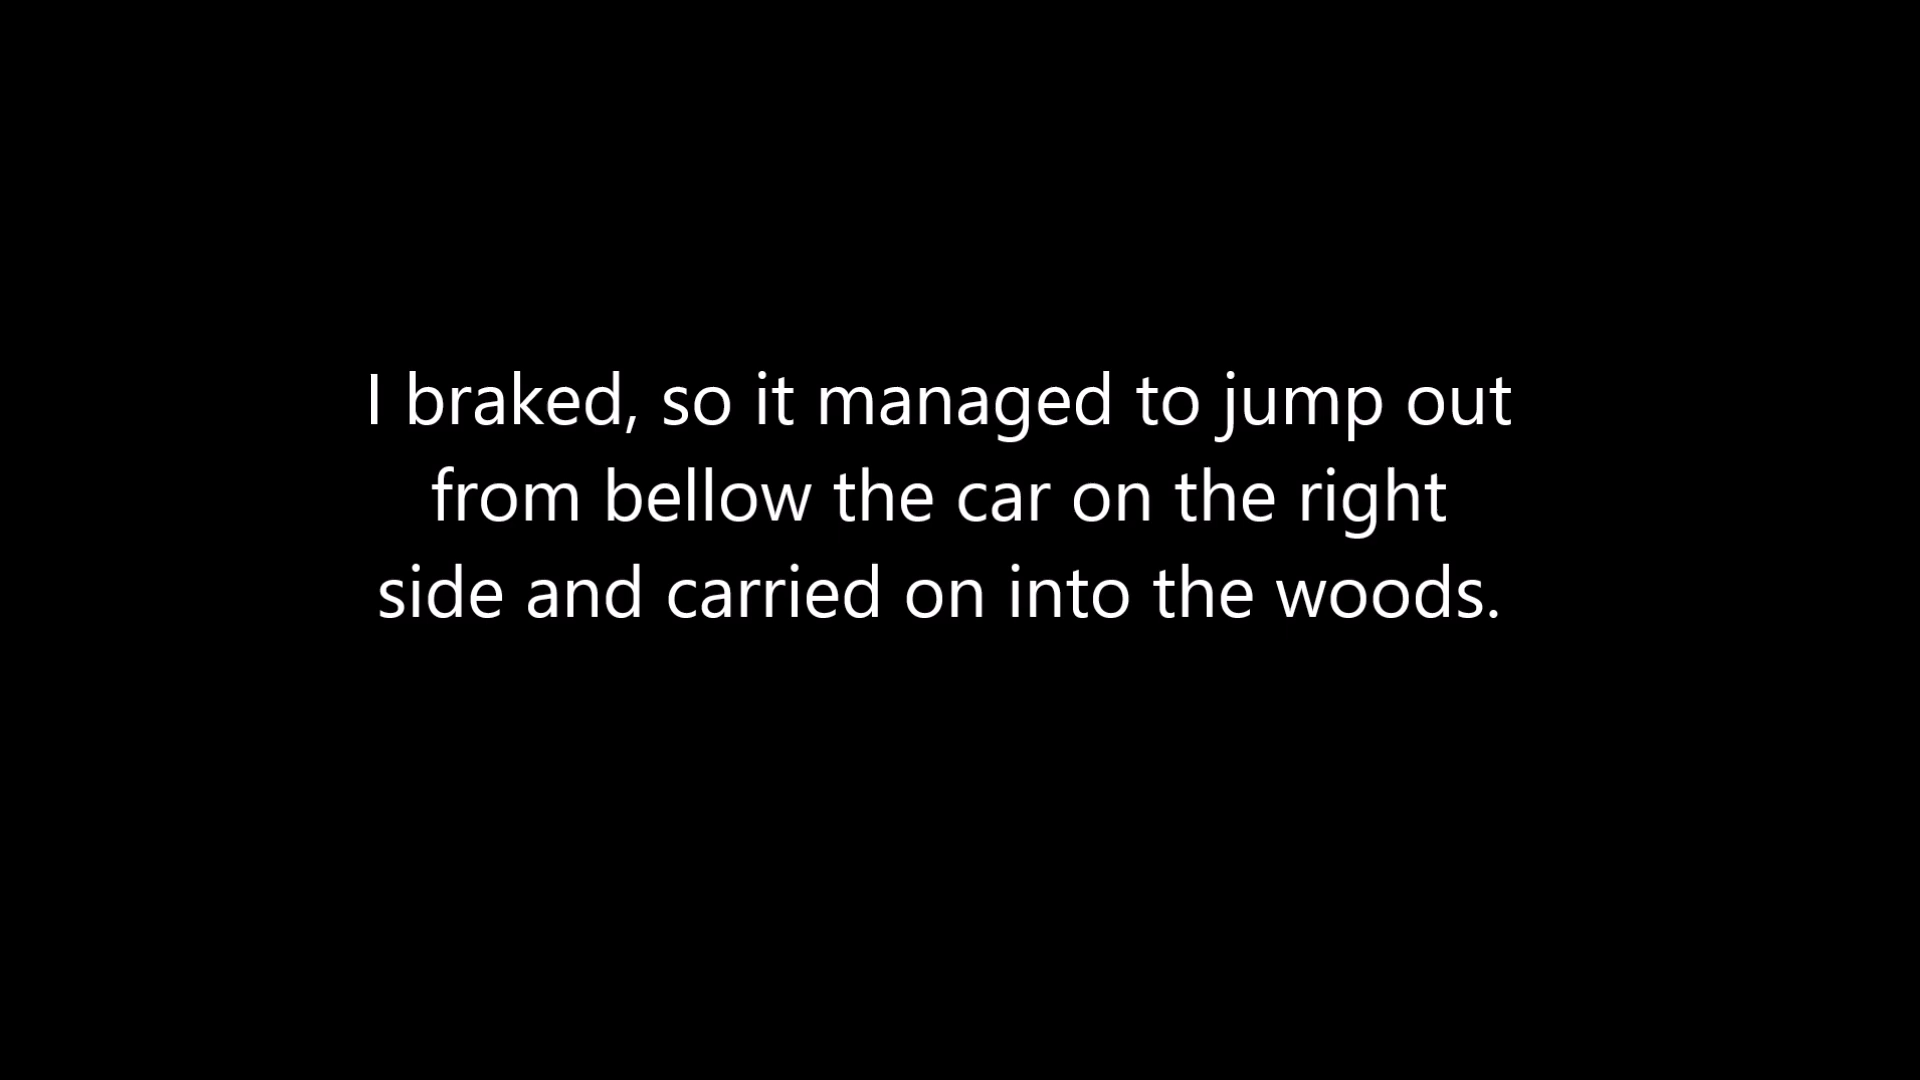 I braked, so it managed to jump out
from bellow the car on the right
side and carried on into the woods.